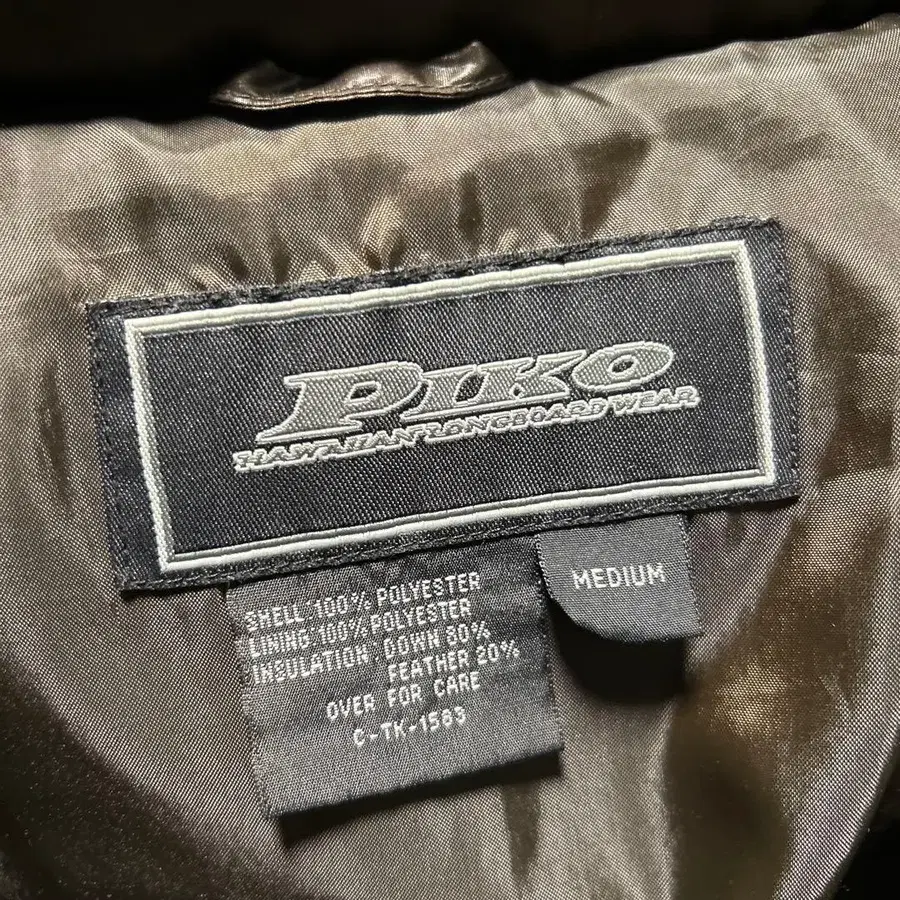 PIKO
HAWAIIAN LONGBOARD WEAR
MEDIUM
SHELL 100% POLYESTER
LINING 100% POLYESTER
INSULATION DOWN 80%
FEATHER 20%
OVER FOR CARE
C-TK-1583